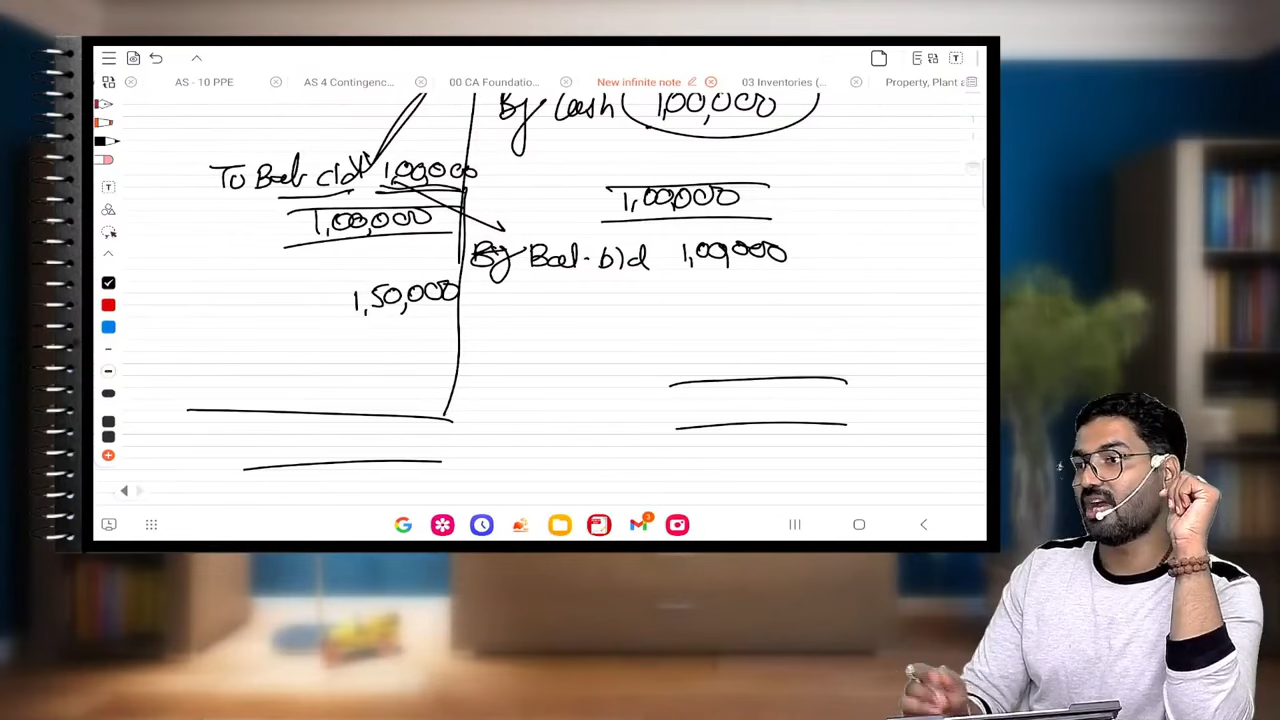 AS - 10 PPE
AS 4 Contingenc...
00 CA Foundatio...
New infinite note
03 Inventories (...
Property, Plant a
By Cash 1,00,000
To Bal c/d 1,00,000
1,00,000
1,00,000
By Bal. b/d 1,00,000
1,50,000
3